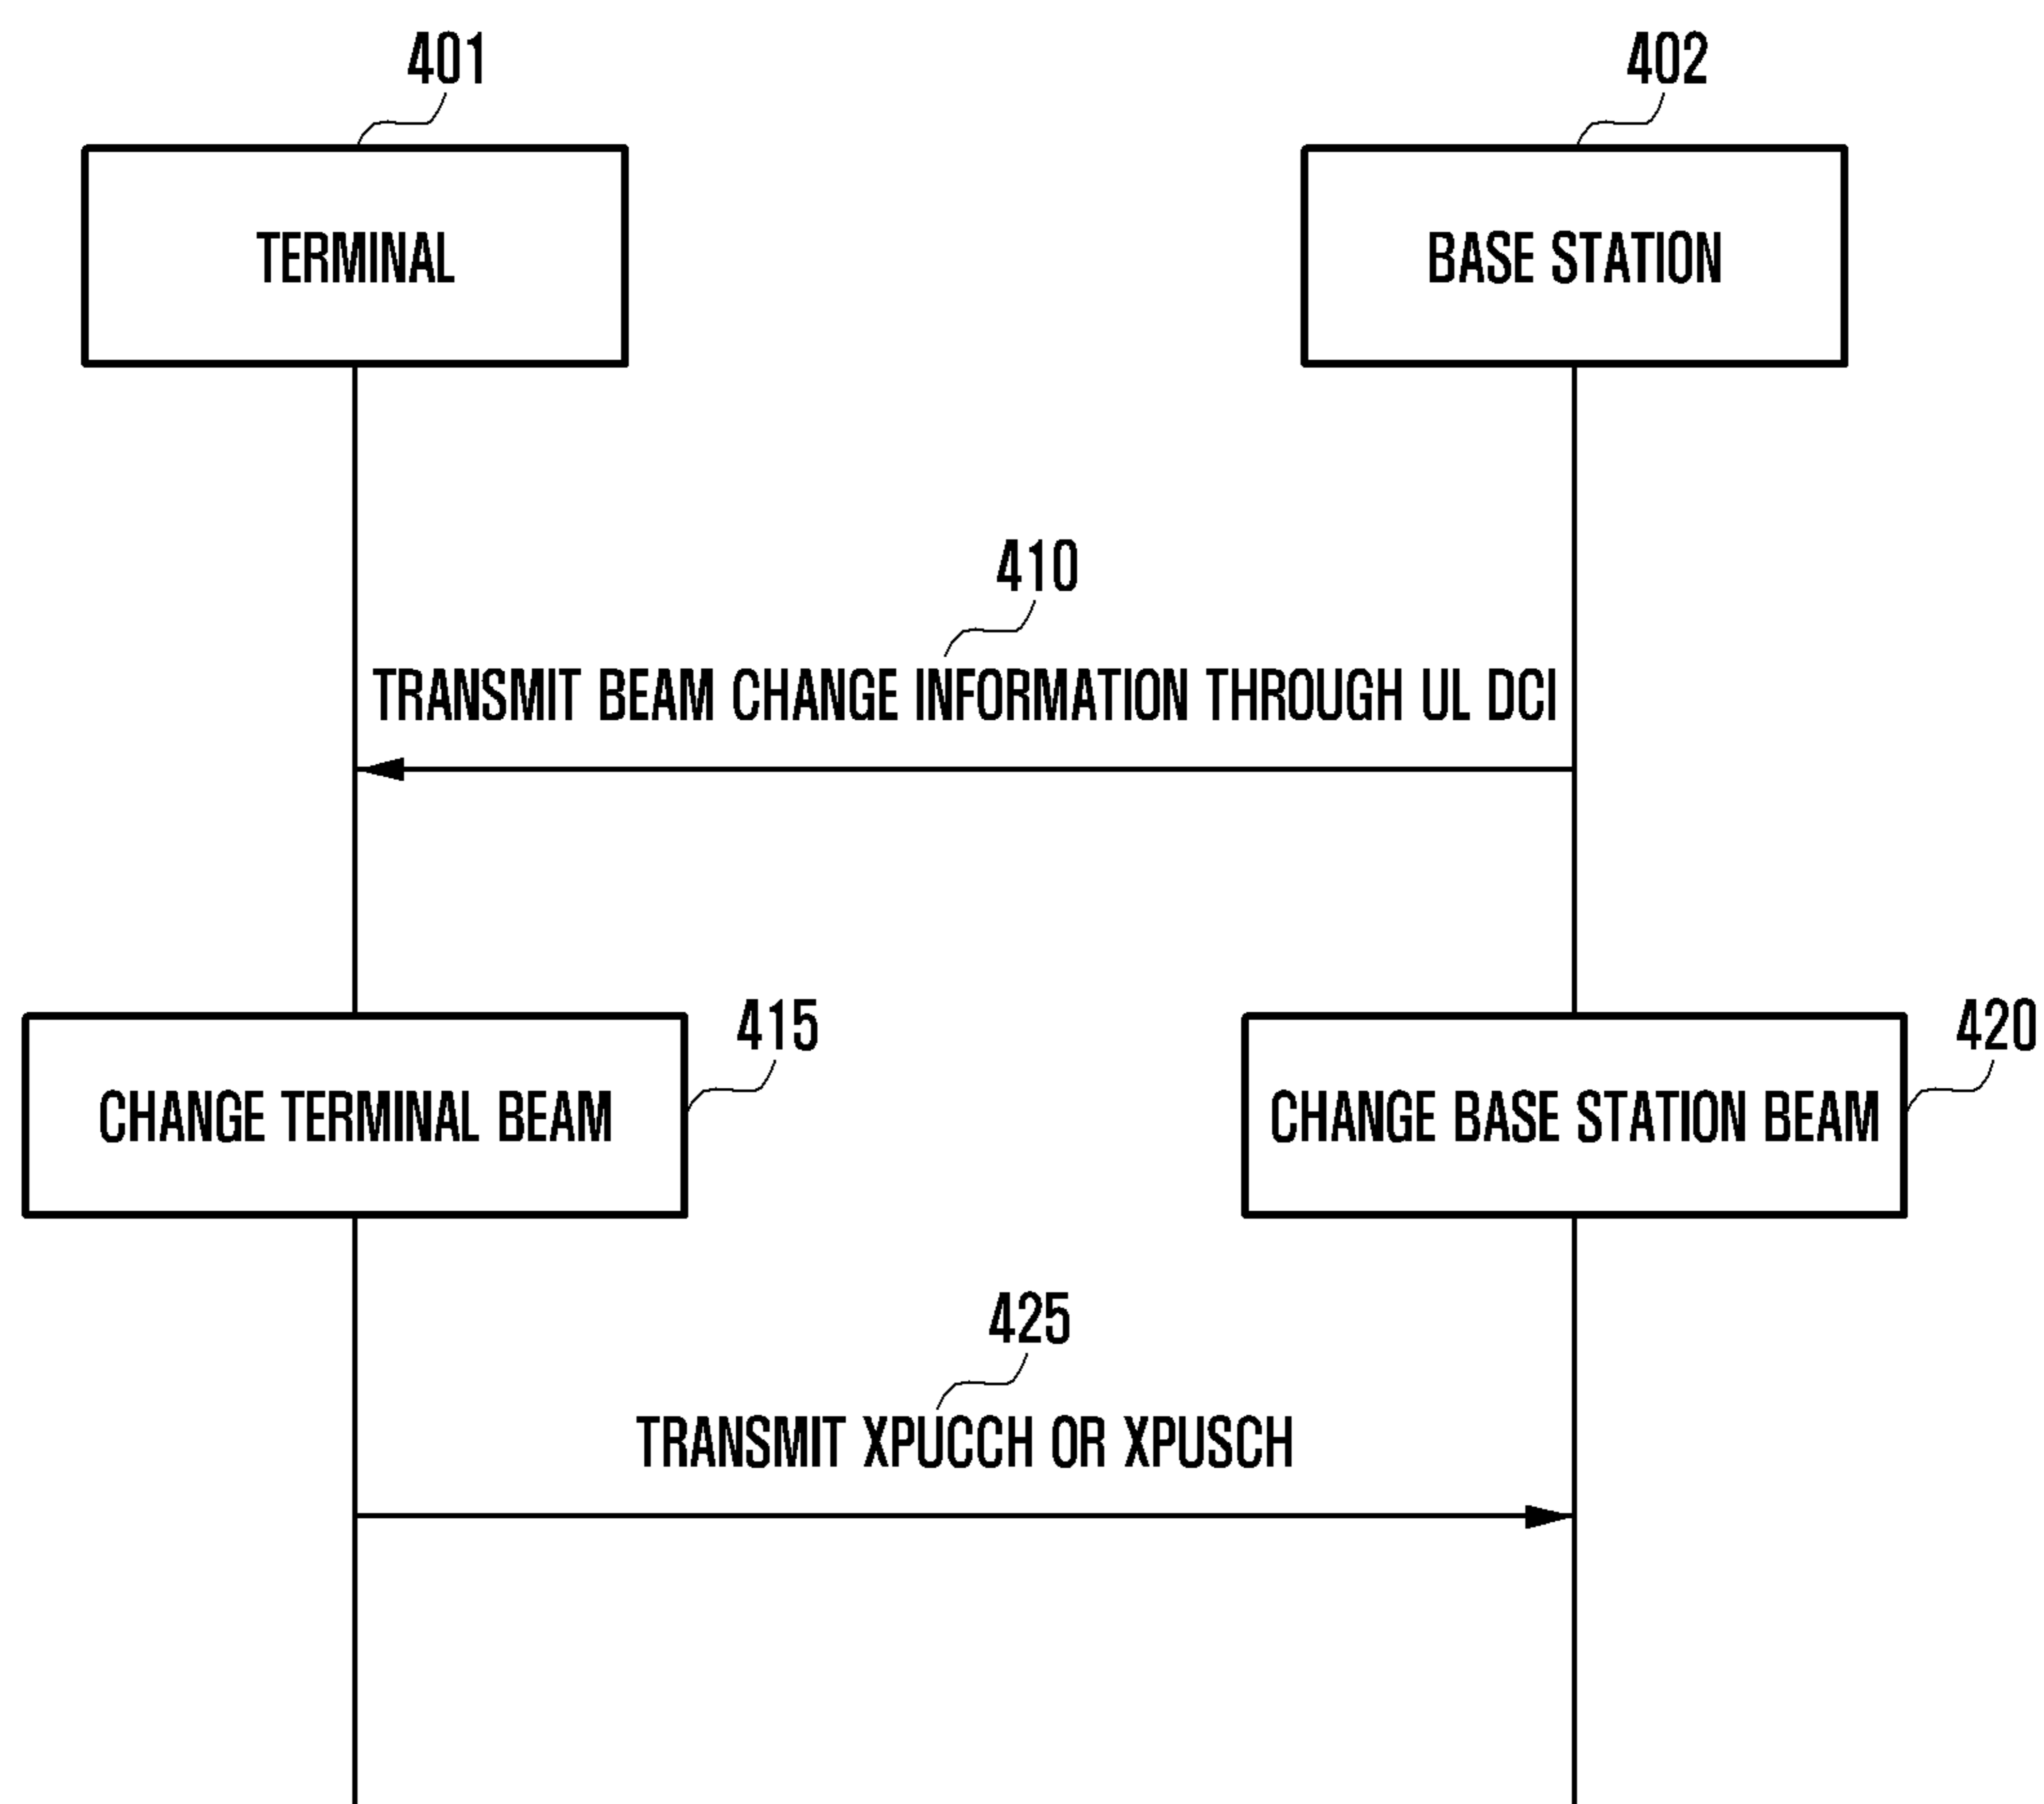 401
402
TERMINAL
BASE STATION
410
TRANSMIT BEAM CHANGE INFORMATION THROUGH UL DCI
415
420
CHANGE TERMINAL BEAM
CHANGE BASE STATION BEAM
425
TRANSMIT XPUCCH OR XPUSCH